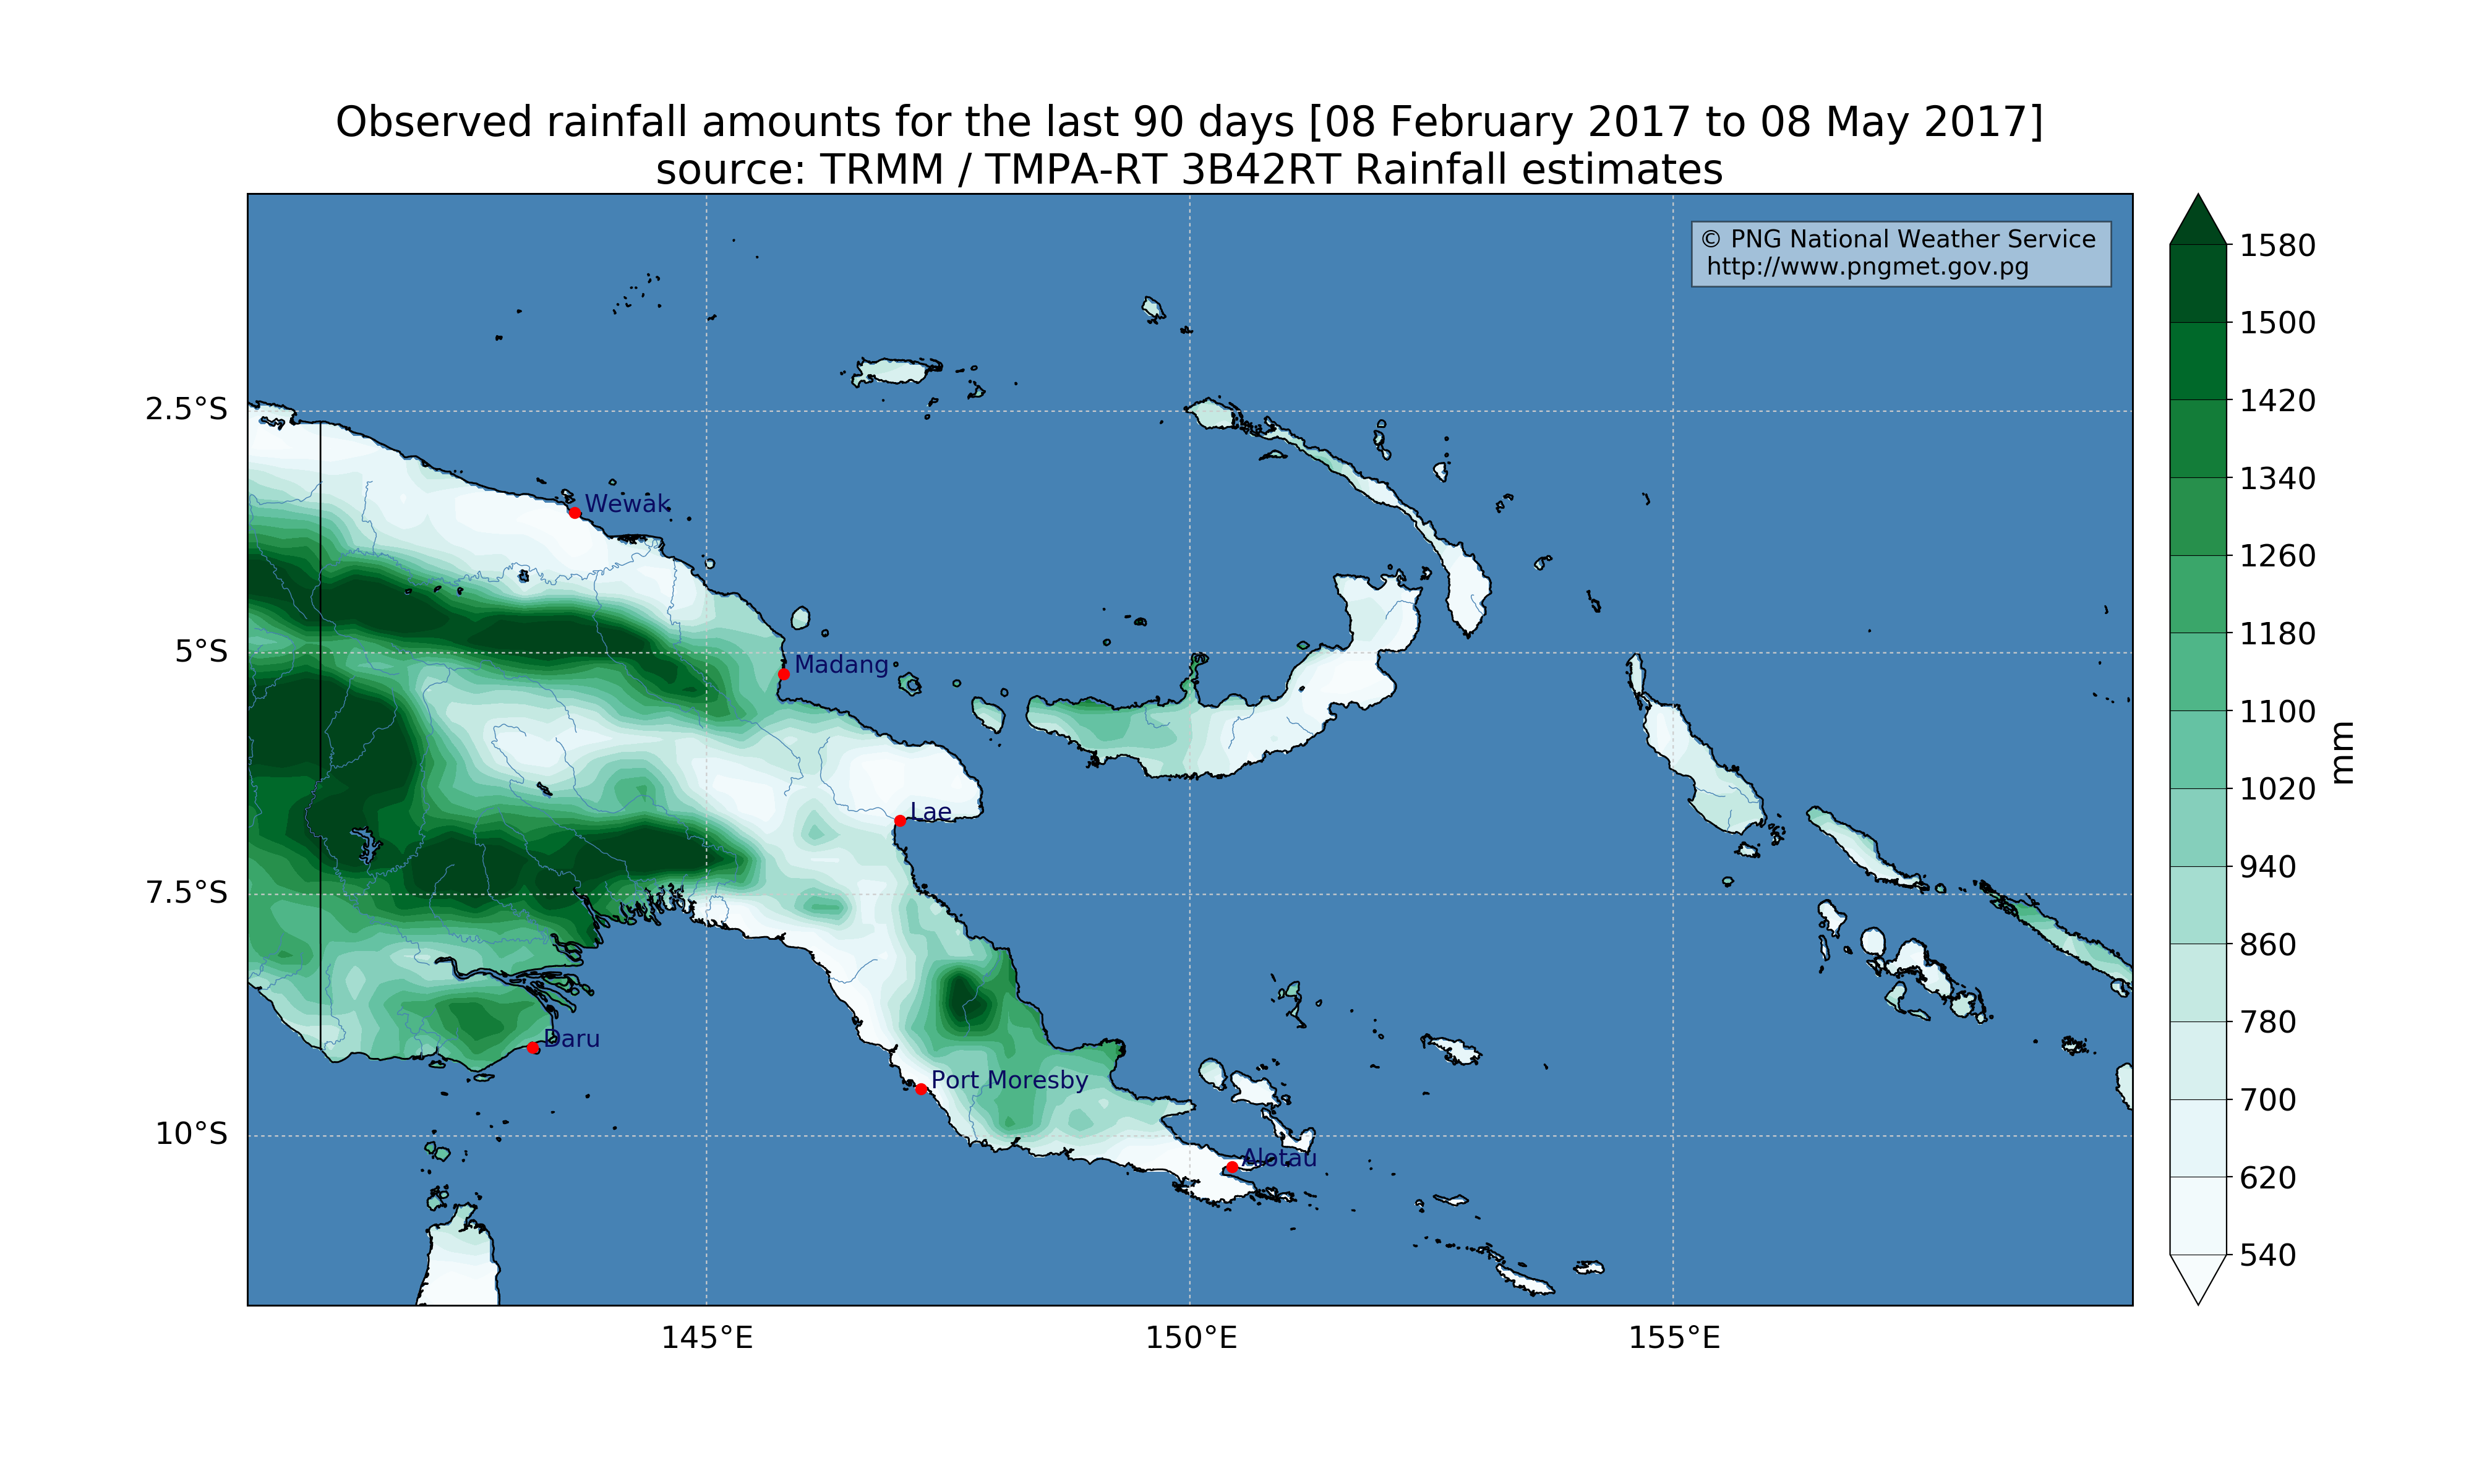 Observed rainfall amounts for the last 90 days [08 February 2017 to 08 May 2017]
source: TRMM / TMPA-RT 3B42RT Rainfall estimates
© PNG National Weather Service
http://www.pngmet.gov.pg
2.5°S
5°S
7.5°S
10°S
Wewak
Madang
Lae
Daru
Port Moresby
Alotau
145°E
150°E
155°E
1580
1500
1420
1340
1260
1180
1100
1020
940
860
780
700
620
540
mm